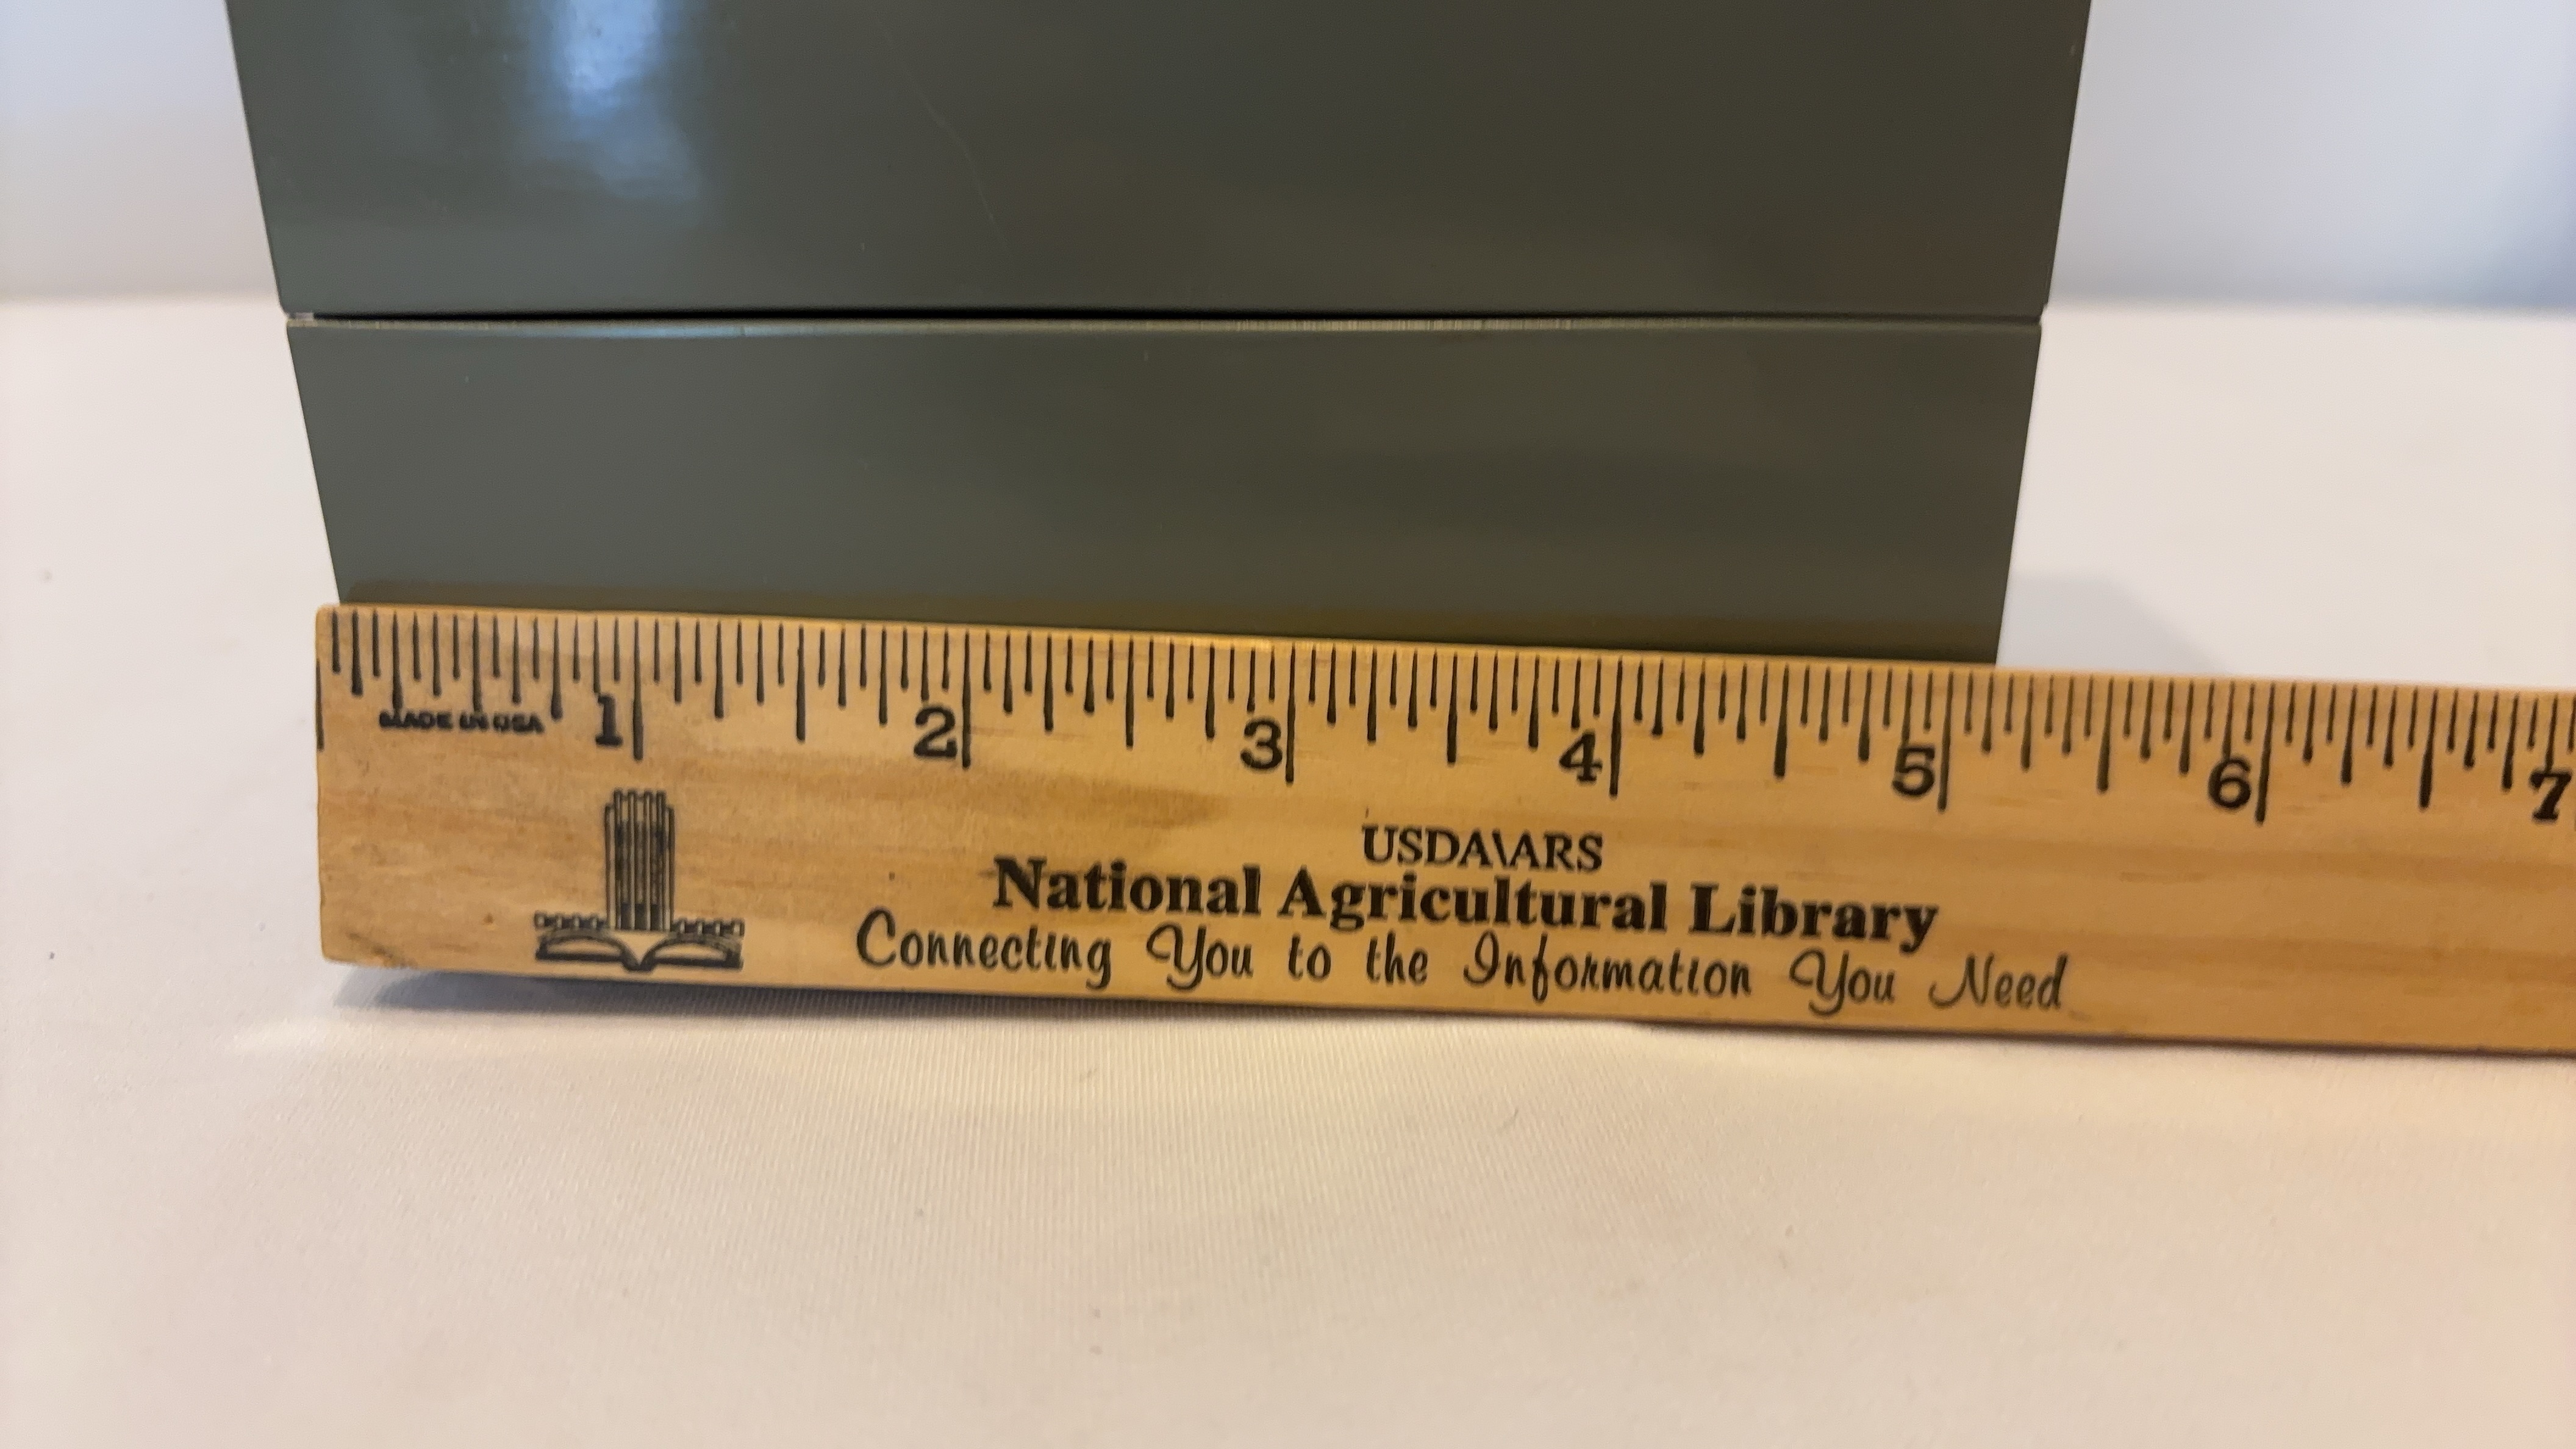 MADE IN USA
1 2 3 4 5 6 7
USDA\ARS
National Agricultural Library
Connecting You to the Information You Need